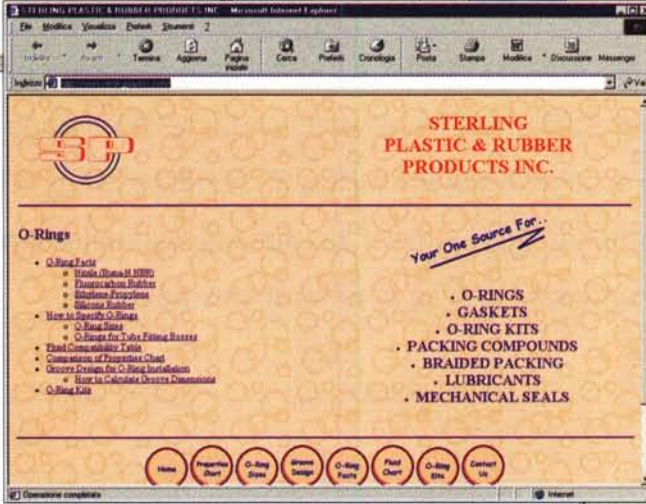 STERLING PLASTIC & RUBBER PRODUCTS INC. - Microsoft Internet Explorer
File Modifica Visualizza Preferiti Strumenti ?
Indietro Avanti Termina Aggiorna Pagina iniziale Cerca Preferiti Cronologia Posta Stampa Modifica Discussione Messenger
Indirizzo
SP
STERLING
PLASTIC & RUBBER
PRODUCTS INC.
O-Rings
O-Ring Facts
Nitrile (Buna-N, NBR)
Fluorocarbon Rubber
Ethylene-Propylene
Silicone Rubber
How to Specify O-Rings
O-Ring Sizes
O-Rings for Tube Fitting Bosses
Fluid Compatibility Table
Comparison of Properties Chart
Groove Design for O-Ring Installation
How to Calculate Groove Dimensions
O-Ring Kits
Your One Source For..
• O-RINGS
• GASKETS
• O-RING KITS
• PACKING COMPOUNDS
• BRAIDED PACKING
• LUBRICANTS
• MECHANICAL SEALS
Home
Properties Chart
O-Ring Sizes
Groove Design
O-Ring Facts
Fluid Chart
O-Ring Kits
Contact Us
Operazione completata
Internet